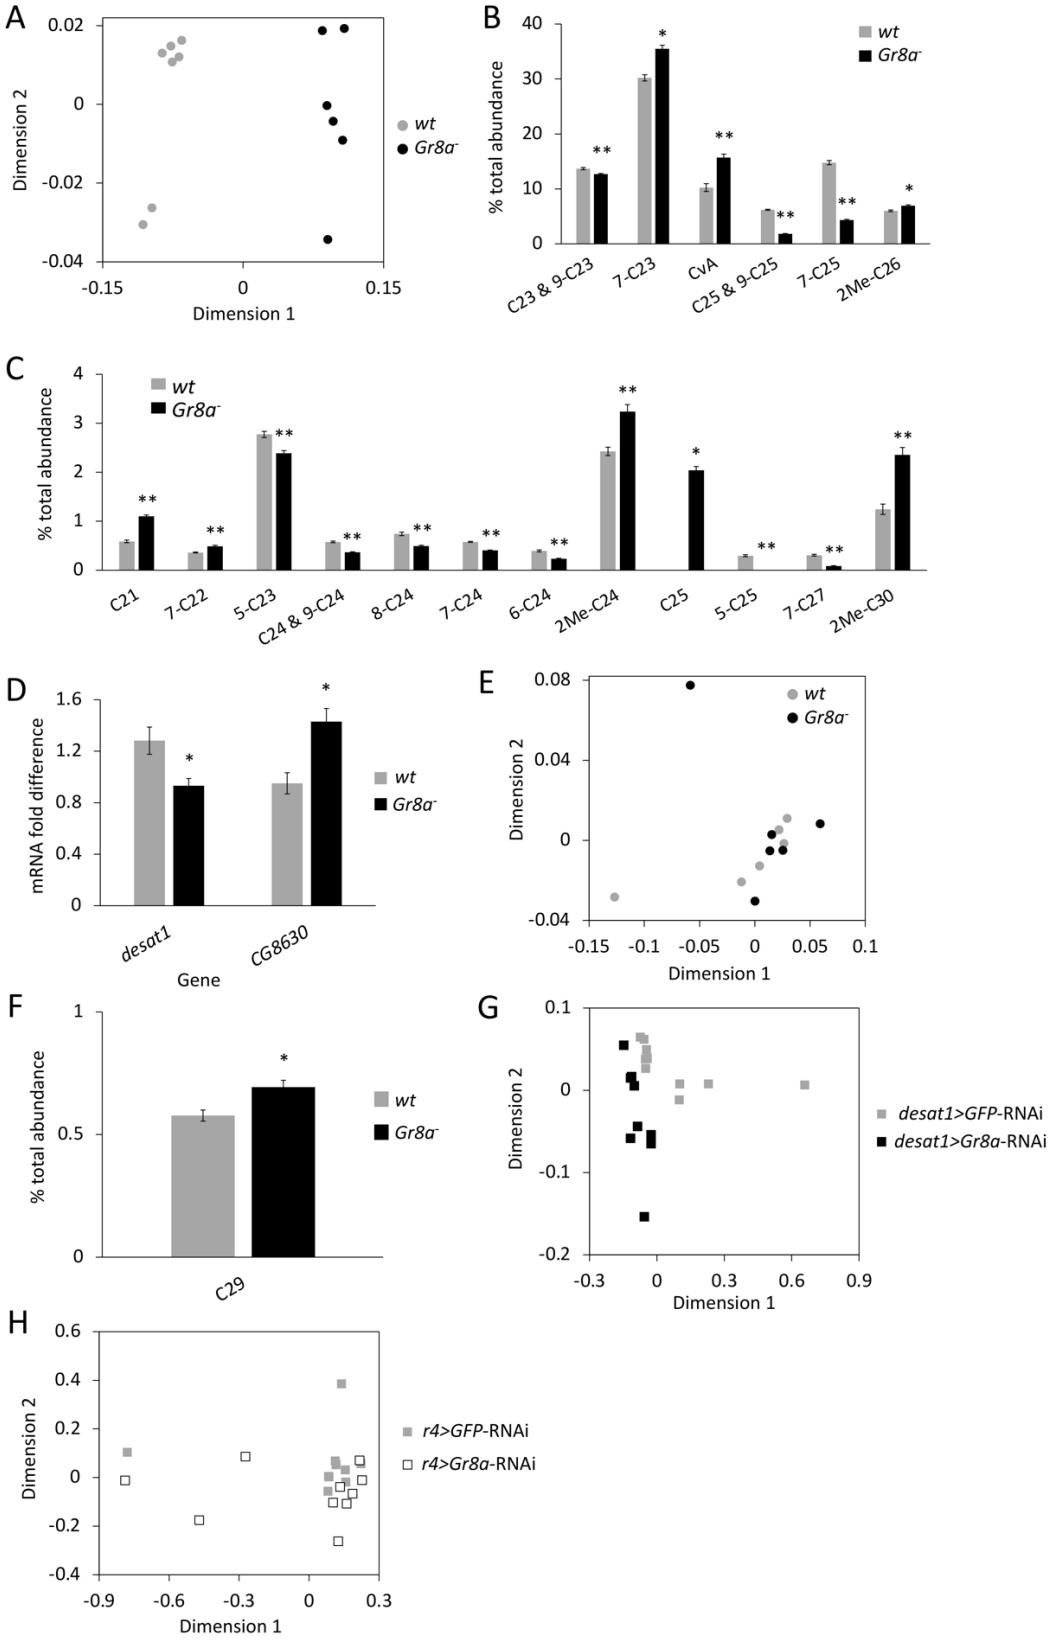 A
0.02
0
-0.02
-0.04
-0.15
0
0.15
Dimension 2
Dimension 1
wt
Gr8a-
B
40
30
20
10
0
% total abundance
wt
Gr8a-
**
*
**
**
**
*
C23 & 9-C23
7-C23
CvA
C25 & 9-C25
7-C25
2Me-C26
C
4
3
2
1
0
% total abundance
wt
Gr8a-
**
**
**
**
**
**
**
**
*
**
**
**
C21
7-C22
5-C23
C24 & 9-C24
8-C24
7-C24
6-C24
2Me-C24
C25
5-C25
7-C27
2Me-C30
D
1.6
1.2
0.8
0.4
0
mRNA fold difference
*
*
wt
Gr8a-
desat1
CG8630
Gene
E
0.08
0.04
0
-0.04
-0.15
-0.1
-0.05
0
0.05
0.1
Dimension 2
Dimension 1
wt
Gr8a-
F
1
0.5
0
% total abundance
*
wt
Gr8a-
C29
G
0.1
0
-0.1
-0.2
-0.3
0
0.3
0.6
0.9
Dimension 2
Dimension 1
desat1>GFP-RNAi
desat1>Gr8a-RNAi
H
0.6
0.4
0.2
0
-0.2
-0.4
-0.9
-0.6
-0.3
0
0.3
Dimension 2
Dimension 1
r4>GFP-RNAi
r4>Gr8a-RNAi